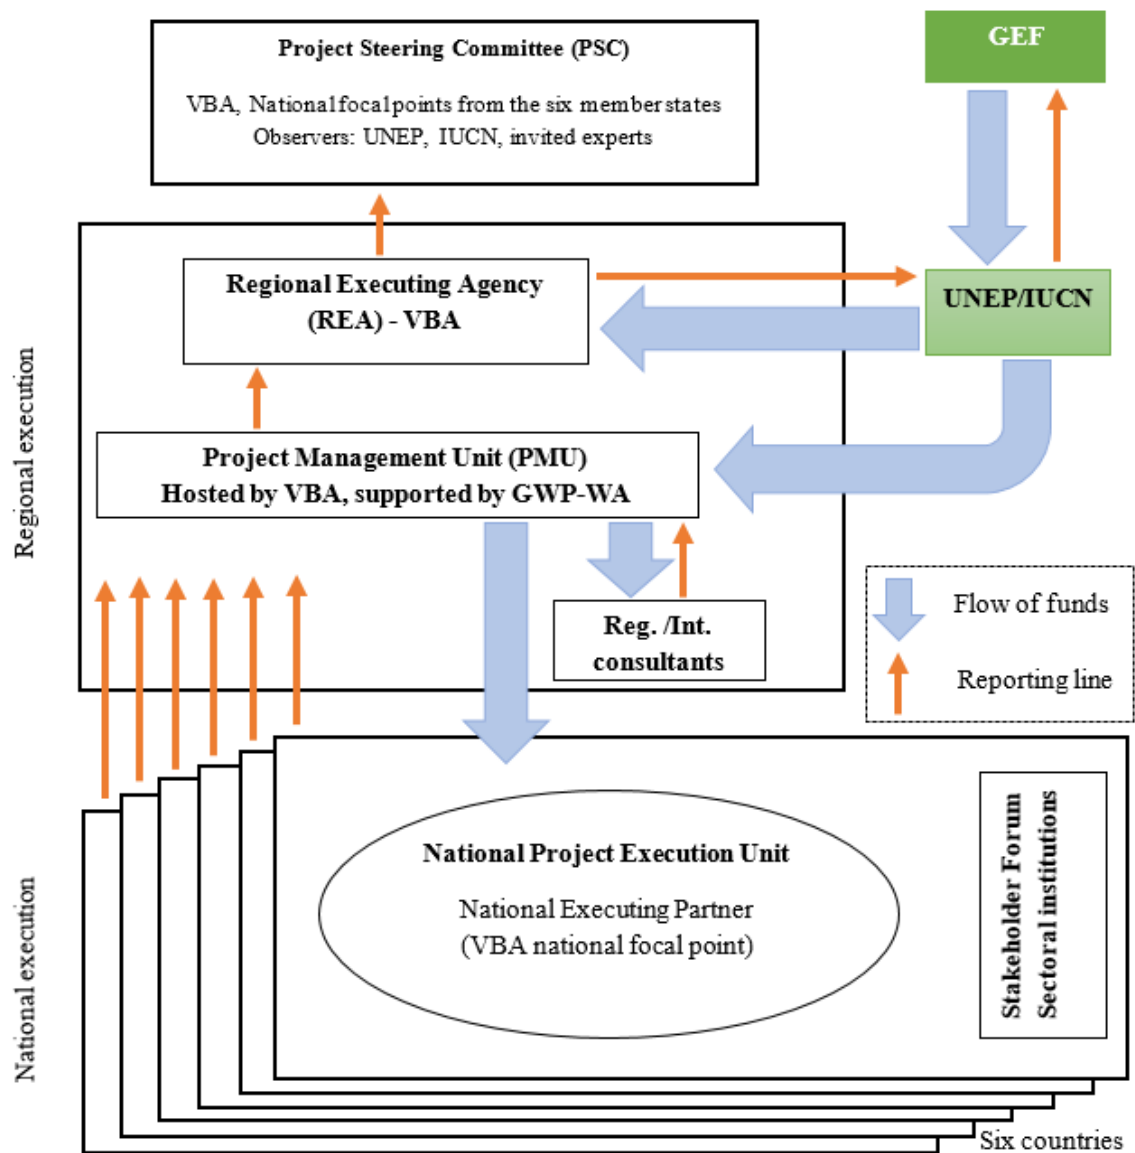 Project Steering Committee (PSC)
VBA, National focal points from the six member states
Observers: UNEP, IUCN, invited experts
GEF
Regional Executing Agency
(REA) - VBA
UNEP/IUCN
Project Management Unit (PMU)
Hosted by VBA, supported by GWP-WA
Reg. /Int.
consultants
Regional execution
Flow of funds
Reporting line
National Project Execution Unit
National Executing Partner
(VBA national focal point)
Stakeholder Forum
Sectoral institutions
National execution
Six countries